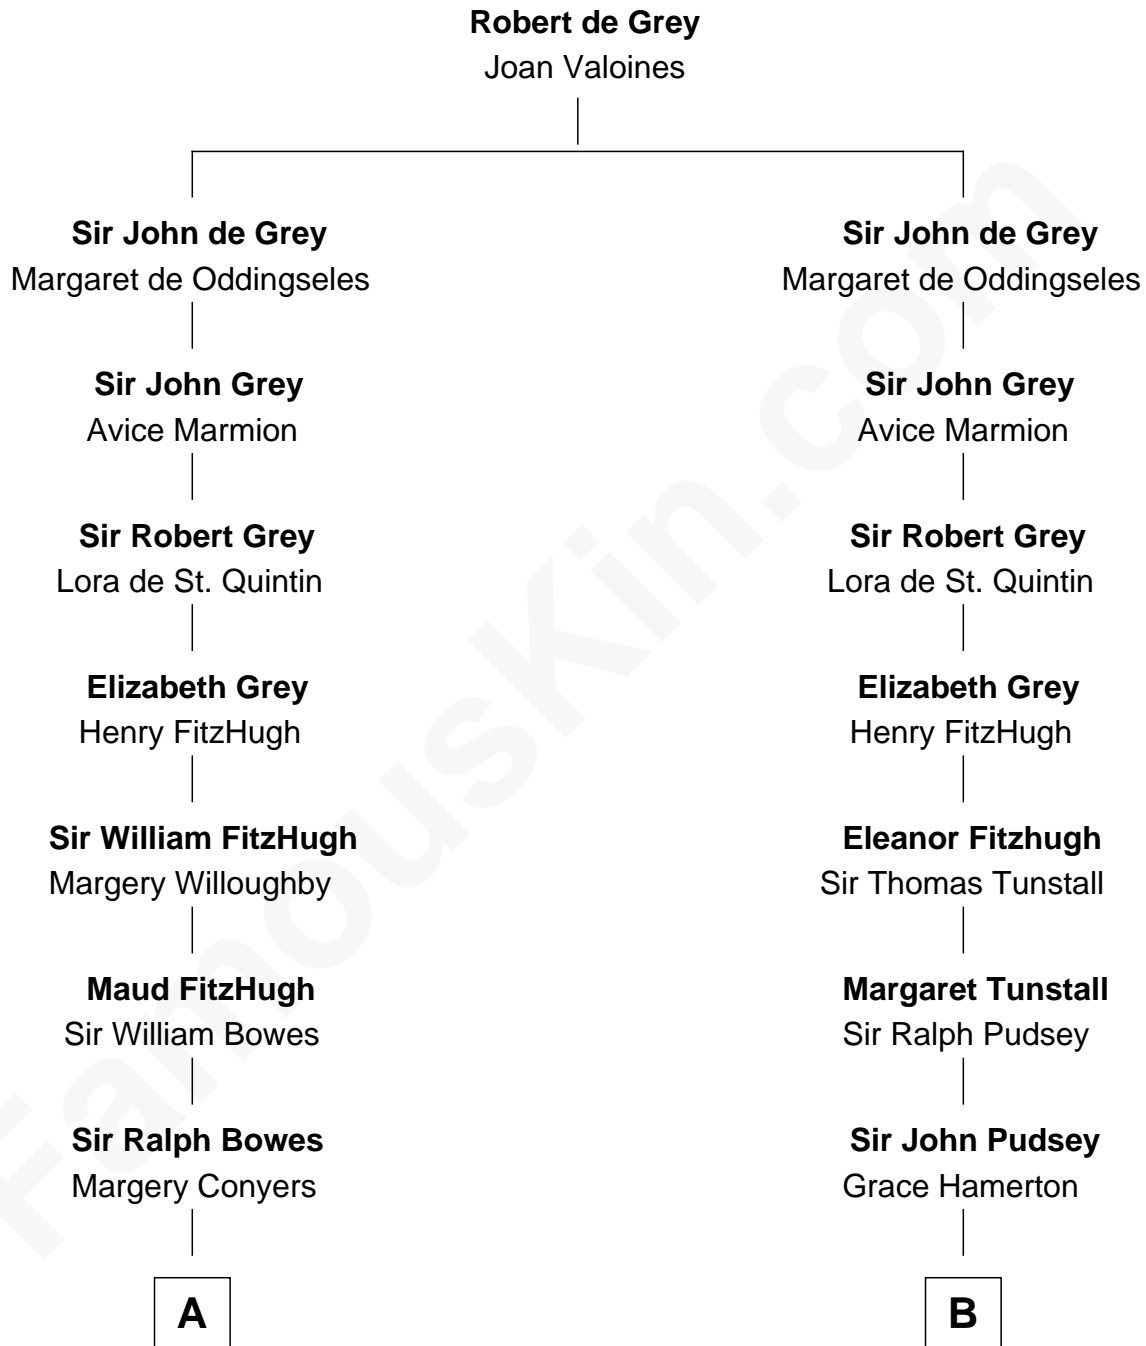 Robert de Grey
Joan Valoines
Sir John de Grey
Margaret de Oddingseles
Sir John de Grey
Margaret de Oddingseles
Sir John Grey
Avice Marmion
Sir John Grey
Avice Marmion
Sir Robert Grey
Lora de St. Quintin
Sir Robert Grey
Lora de St. Quintin
Elizabeth Grey
Henry FitzHugh
Elizabeth Grey
Henry FitzHugh
Sir William FitzHugh
Margery Willoughby
Eleanor Fitzhugh
Sir Thomas Tunstall
Maud FitzHugh
Sir William Bowes
Margaret Tunstall
Sir Ralph Pudsey
Sir Ralph Bowes
Margery Conyers
Sir John Pudsey
Grace Hamerton
A
B
FamousKin.com